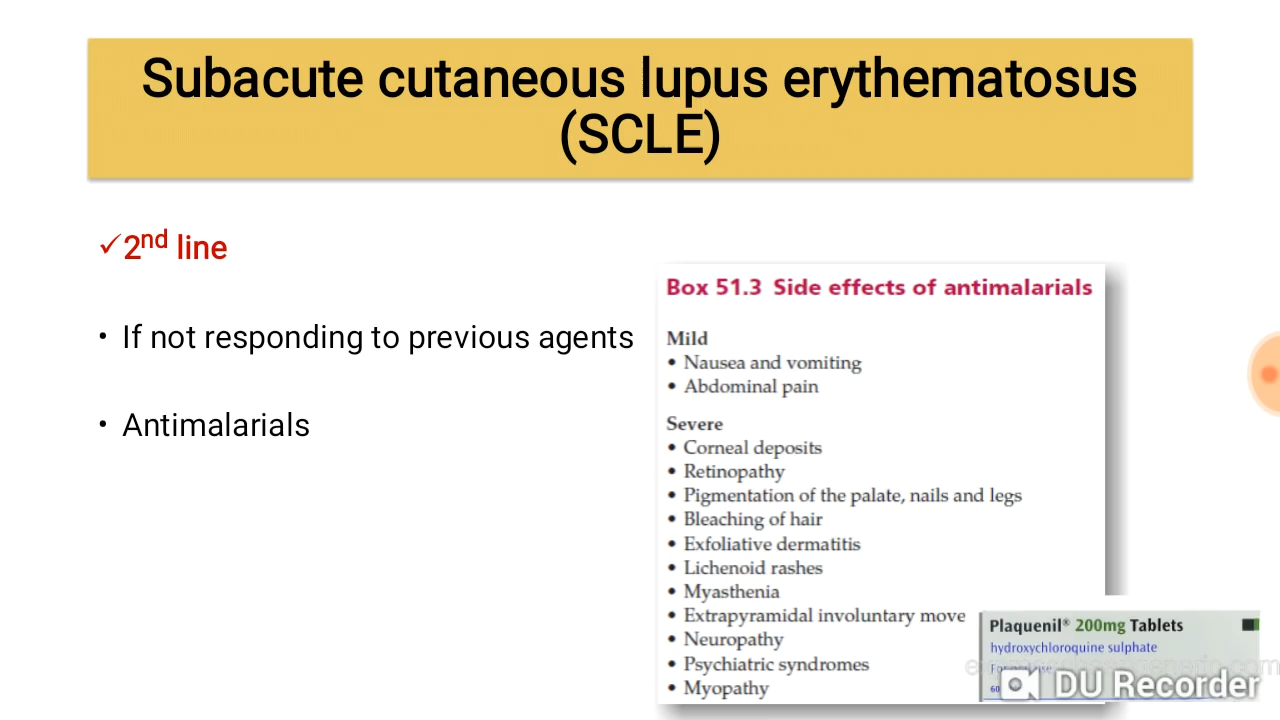 Subacute cutaneous lupus erythematosus
(SCLE)
✓2nd line
• If not responding to previous agents
• Antimalarials
Box 51.3 Side effects of antimalarials
Mild
• Nausea and vomiting
• Abdominal pain
Severe
• Corneal deposits
• Retinopathy
• Pigmentation of the palate, nails and legs
• Bleaching of hair
• Exfoliative dermatitis
• Lichenoid rashes
• Myasthenia
• Extrapyramidal involuntary move
• Neuropathy
• Psychiatric syndromes
• Myopathy
Plaquenil® 200mg Tablets
hydroxychloroquine sulphate
60
DU Recorder